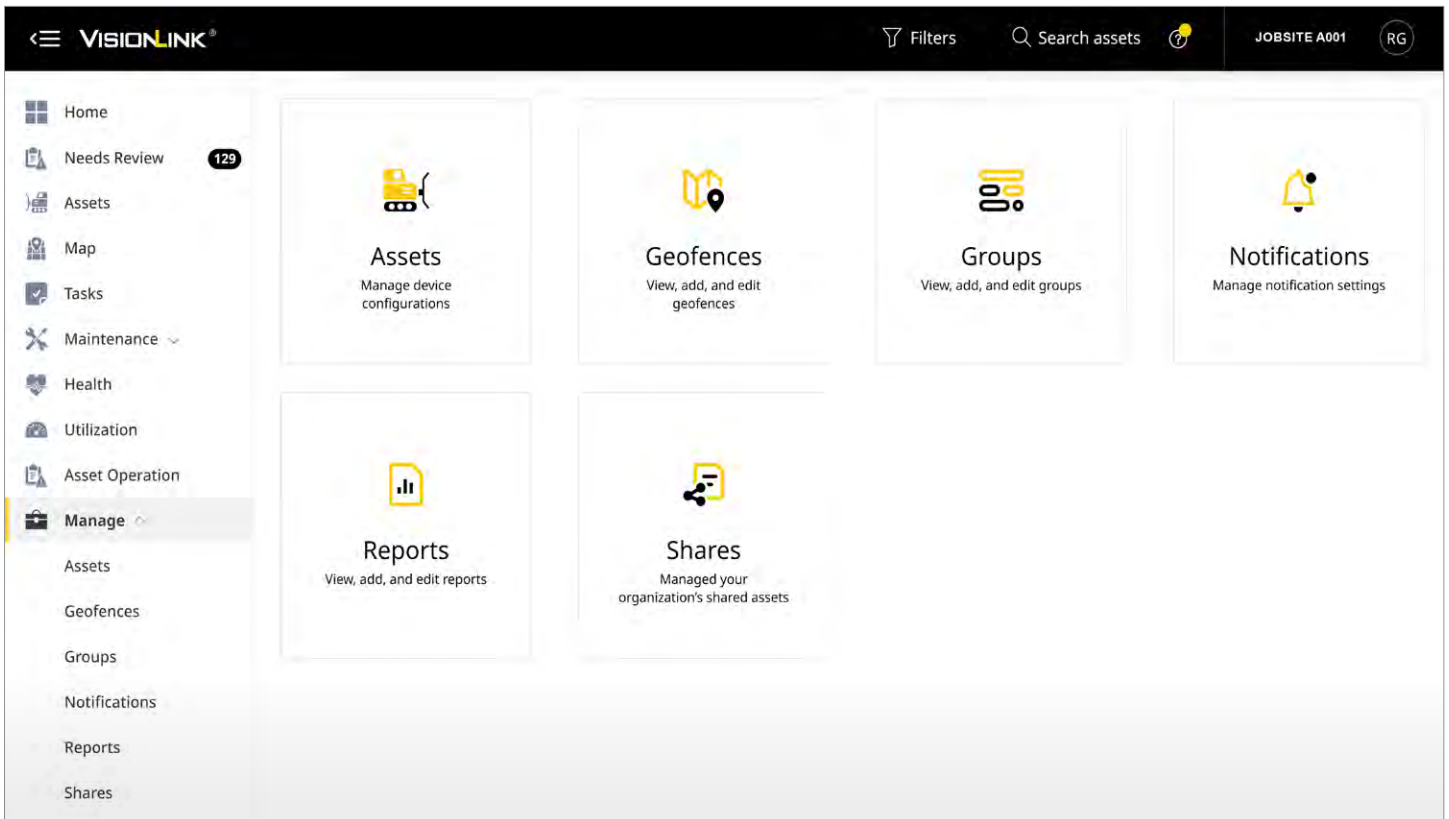 VISIONLINK®
Filters
Search assets
?
JOBSITE A001
RG
Home
Needs Review 129
Assets
Map
Tasks
Maintenance
Health
Utilization
Asset Operation
Manage
Assets
Geofences
Groups
Notifications
Reports
Shares
Assets
Manage device
configurations
Geofences
View, add, and edit
geofences
Groups
View, add, and edit groups
Notifications
Manage notification settings
Reports
View, add, and edit reports
Shares
Managed your
organization's shared assets